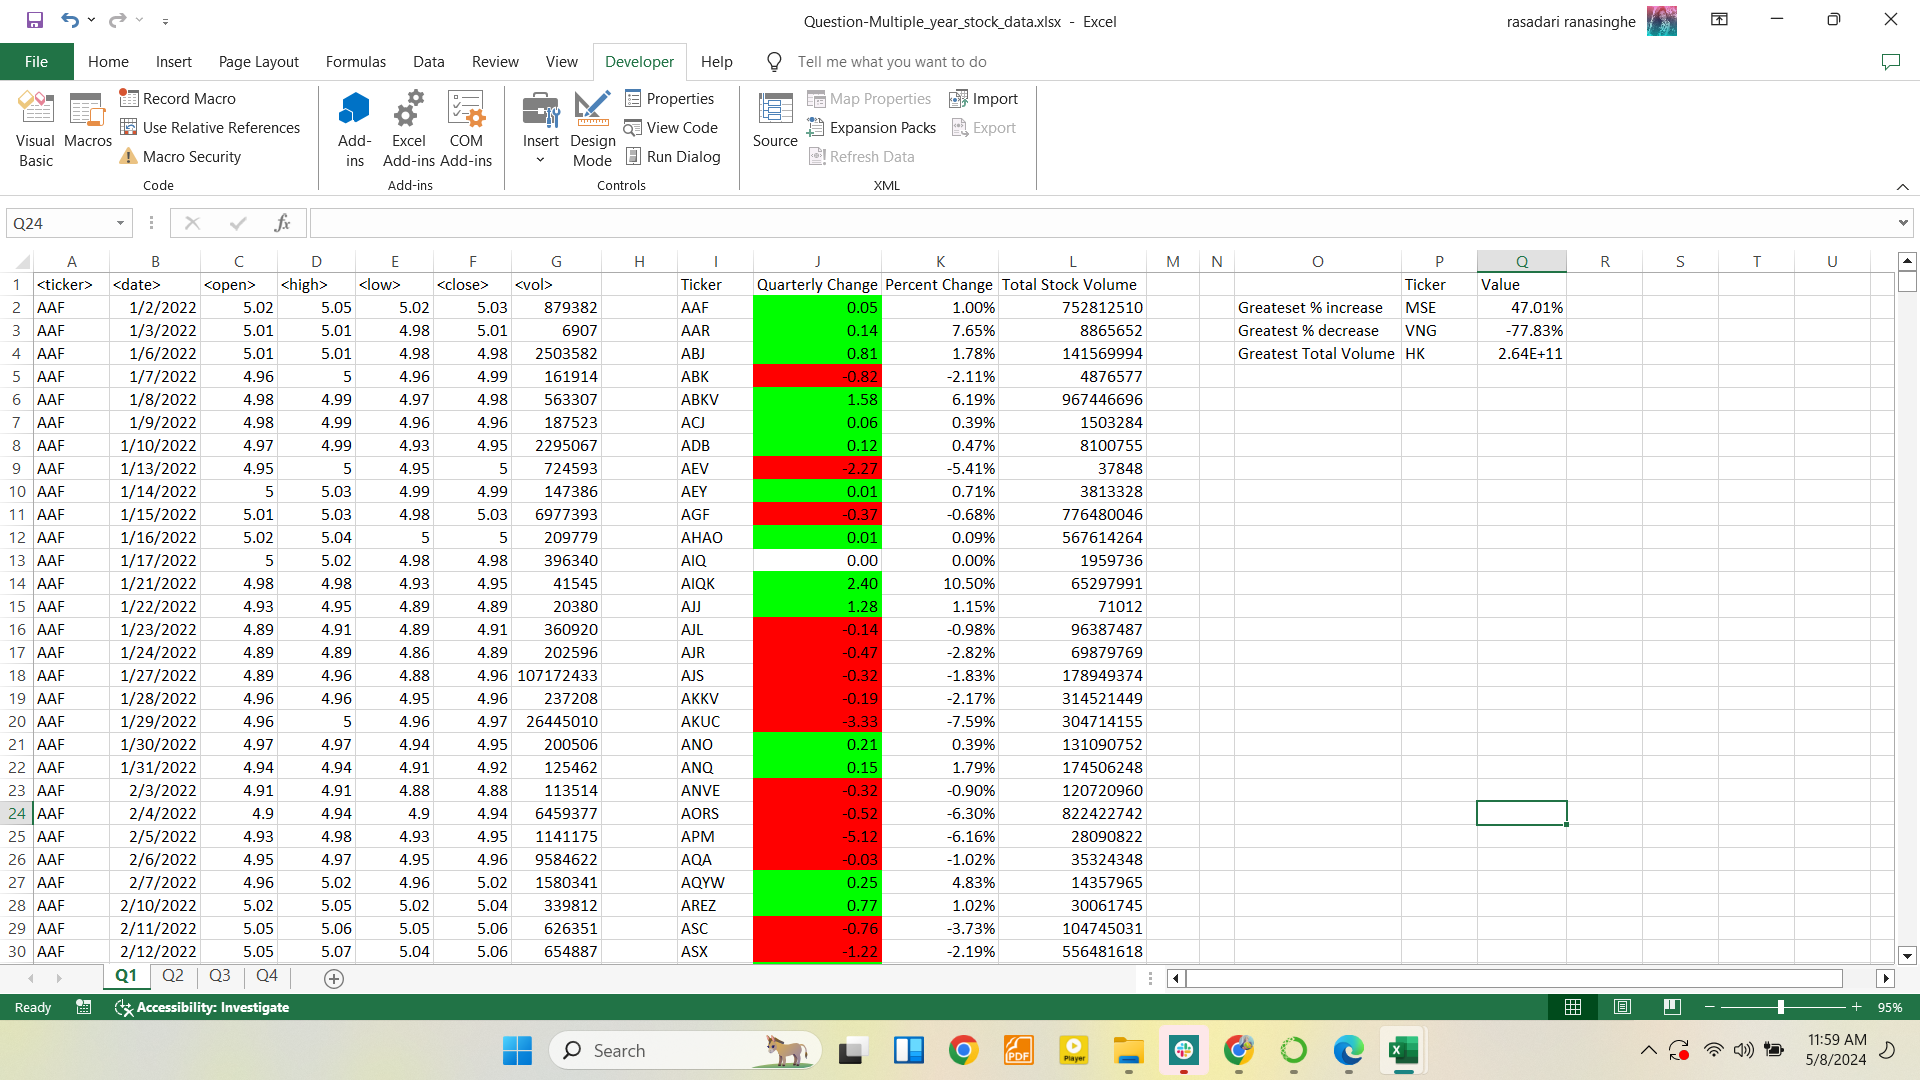 Question-Multiple_year_stock_data.xlsx - Excel
rasadari ranasinghe
File Home Insert Page Layout Formulas Data Review View Developer Help Tell me what you want to do
Visual Basic
Macros
Record Macro
Use Relative References
Macro Security
Code
Add-ins
Excel Add-ins
COM Add-ins
Add-ins
Insert
Design Mode
Properties
View Code
Run Dialog
Controls
Source
Map Properties
Expansion Packs
Refresh Data
Import
Export
XML
Q24 fx
A B C D E F G H I J K L M N O P Q R S T U
1 <ticker> <date> <open> <high> <low> <close> <vol> Ticker Quarterly Change Percent Change Total Stock Volume Ticker Value
2 AAF 1/2/2022 5.02 5.05 5.02 5.03 879382 AAF 0.05 1.00% 752812510 Greateset % increase MSE 47.01%
3 AAF 1/3/2022 5.01 5.01 4.98 5.01 6907 AAR 0.14 7.65% 8865652 Greatest % decrease VNG -77.83%
4 AAF 1/6/2022 5.01 5.01 4.98 4.98 2503582 ABJ 0.81 1.78% 141569994 Greatest Total Volume HK 2.64E+11
5 AAF 1/7/2022 4.96 5 4.96 4.99 161914 ABK -0.82 -2.11% 4876577
6 AAF 1/8/2022 4.98 4.99 4.97 4.98 563307 ABKV 1.58 6.19% 967446696
7 AAF 1/9/2022 4.98 4.99 4.96 4.96 187523 ACJ 0.06 0.39% 1503284
8 AAF 1/10/2022 4.97 4.99 4.93 4.95 2295067 ADB 0.12 0.47% 8100755
9 AAF 1/13/2022 4.95 5 4.95 5 724593 AEV -2.27 -5.41% 37848
10 AAF 1/14/2022 5 5.03 4.99 4.99 147386 AEY 0.01 0.71% 3813328
11 AAF 1/15/2022 5.01 5.03 4.98 5.03 6977393 AGF -0.37 -0.68% 776480046
12 AAF 1/16/2022 5.02 5.04 5 5 209779 AHAO 0.01 0.09% 567614264
13 AAF 1/17/2022 5 5.02 4.98 4.98 396340 AIQ 0.00 0.00% 1959736
14 AAF 1/21/2022 4.98 4.98 4.93 4.95 41545 AIQK 2.40 10.50% 65297991
15 AAF 1/22/2022 4.93 4.95 4.89 4.89 20380 AJJ 1.28 1.15% 71012
16 AAF 1/23/2022 4.89 4.91 4.89 4.91 360920 AJL -0.14 -0.98% 96387487
17 AAF 1/24/2022 4.89 4.89 4.86 4.89 202596 AJR -0.47 -2.82% 69879769
18 AAF 1/27/2022 4.89 4.96 4.88 4.96 107172433 AJS -0.32 -1.83% 178949374
19 AAF 1/28/2022 4.96 4.96 4.95 4.96 237208 AKKV -0.19 -2.17% 314521449
20 AAF 1/29/2022 4.96 5 4.96 4.97 26445010 AKUC -3.33 -7.59% 304714155
21 AAF 1/30/2022 4.97 4.97 4.94 4.95 200506 ANO 0.21 0.39% 131090752
22 AAF 1/31/2022 4.94 4.94 4.91 4.92 125462 ANQ 0.15 1.79% 174506248
23 AAF 2/3/2022 4.91 4.91 4.88 4.88 113514 ANVE -0.32 -0.90% 120720960
24 AAF 2/4/2022 4.9 4.94 4.9 4.94 6459377 AORS -0.52 -6.30% 822422742
25 AAF 2/5/2022 4.93 4.98 4.93 4.95 1141175 APM -5.12 -6.16% 28090822
26 AAF 2/6/2022 4.95 4.97 4.95 4.96 9584622 AQA -0.03 -1.02% 35324348
27 AAF 2/7/2022 4.96 5.02 4.96 5.02 1580341 AQYW 0.25 4.83% 14357965
28 AAF 2/10/2022 5.02 5.05 5.02 5.04 339812 AREZ 0.77 1.02% 30061745
29 AAF 2/11/2022 5.05 5.06 5.05 5.06 626351 ASC -0.76 -3.73% 104745031
30 AAF 2/12/2022 5.05 5.07 5.04 5.06 654887 ASX -1.22 -2.19% 556481618
Q1 Q2 Q3 Q4
Ready Accessibility: Investigate 95%
Search
PDF
Player
11:59 AM
5/8/2024